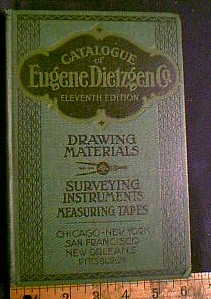 CATALOGUE
of
Eugene Dietzgen Co.
ELEVENTH EDITION
DRAWING
MATERIALS
SURVEYING
INSTRUMENTS
MEASURING TAPES
CHICAGO - NEW YORK
SAN FRANCISCO
NEW ORLEANS
PITTSBURGH
1
2
3
4
5